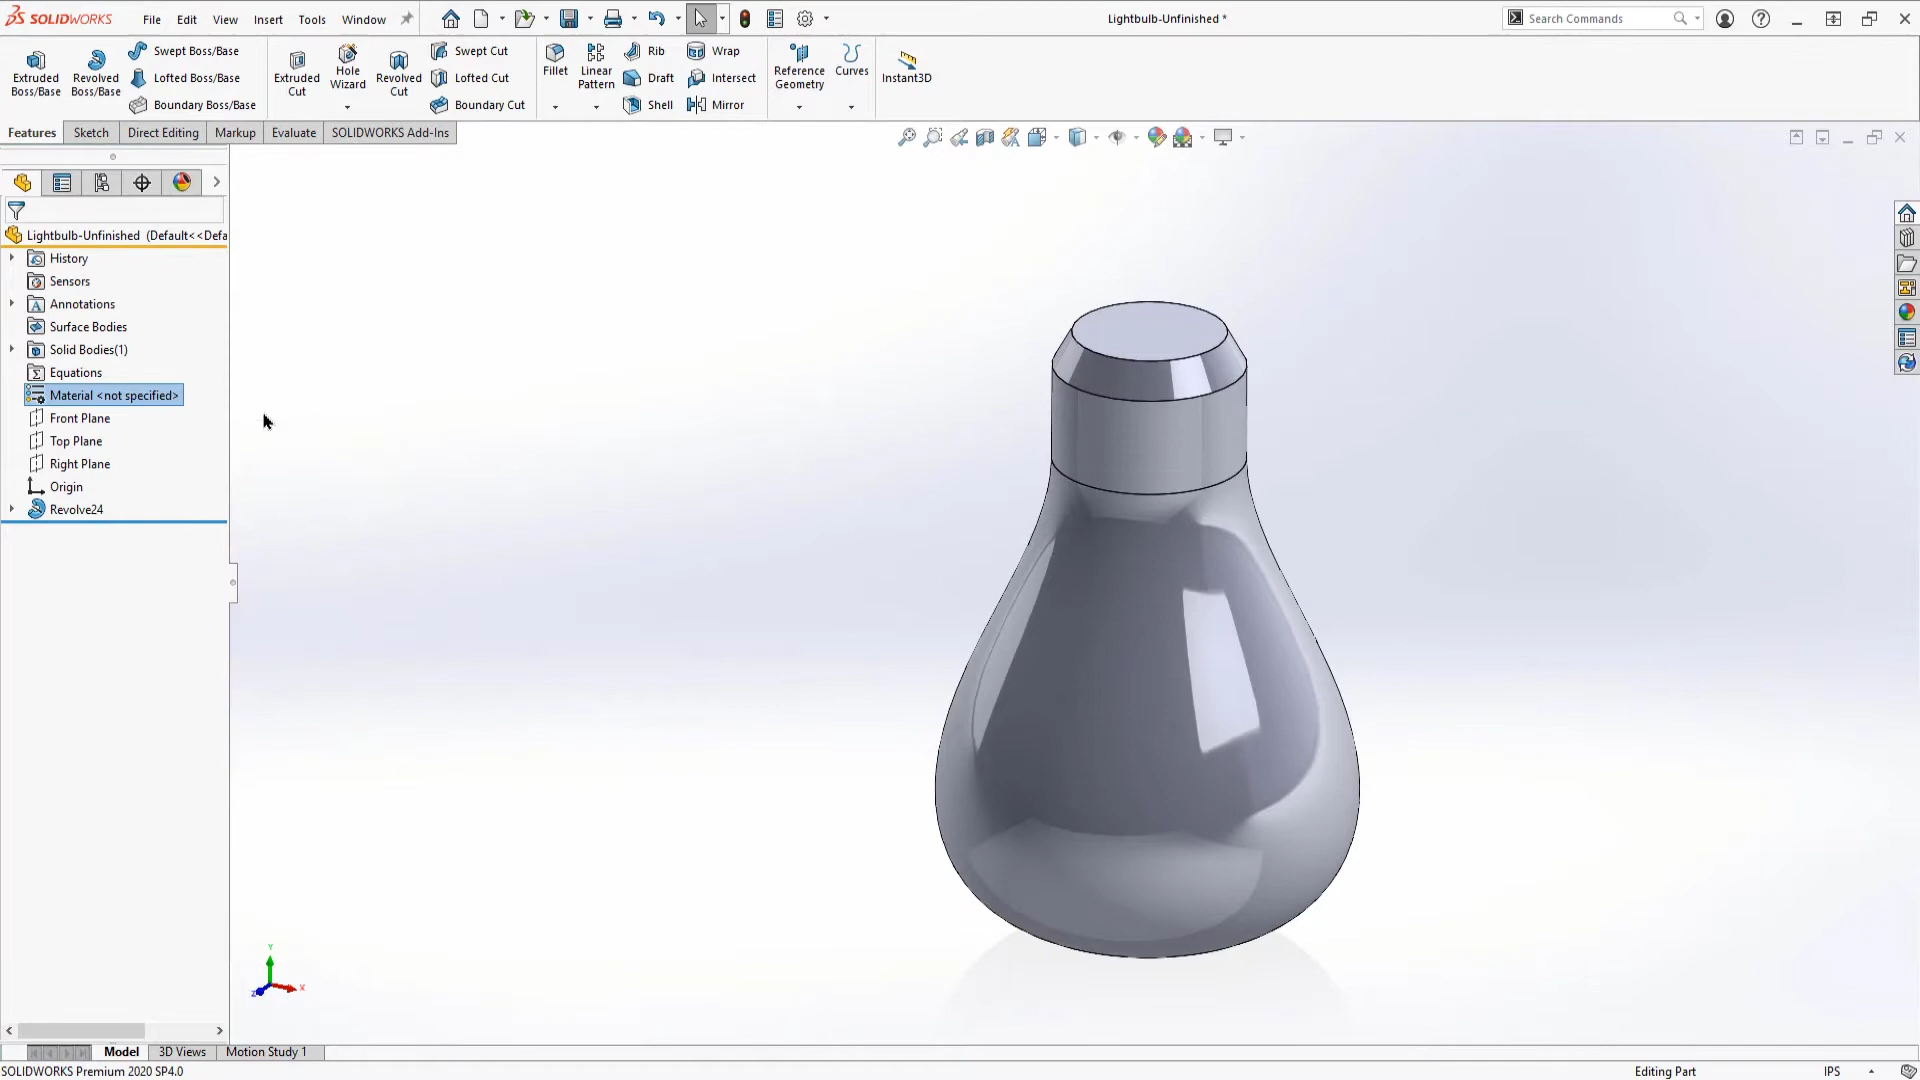 SOLIDWORKS File Edit View Insert Tools Window Lightbulb-Unfinished * Search Commands
Extruded Boss/Base
Revolved Boss/Base
Swept Boss/Base
Lofted Boss/Base
Boundary Boss/Base
Extruded Cut
Hole Wizard
Revolved Cut
Swept Cut
Lofted Cut
Boundary Cut
Fillet
Linear Pattern
Rib
Draft
Shell
Wrap
Intersect
Mirror
Reference Geometry
Curves
Instant3D
Features Sketch Direct Editing Markup Evaluate SOLIDWORKS Add-Ins
Lightbulb-Unfinished (Default<<Defa
History
Sensors
Annotations
Surface Bodies
Solid Bodies(1)
Equations
Material <not specified>
Front Plane
Top Plane
Right Plane
Origin
Revolve24
Y
X
Z
Model 3D Views Motion Study 1
SOLIDWORKS Premium 2020 SP4.0 Editing Part IPS